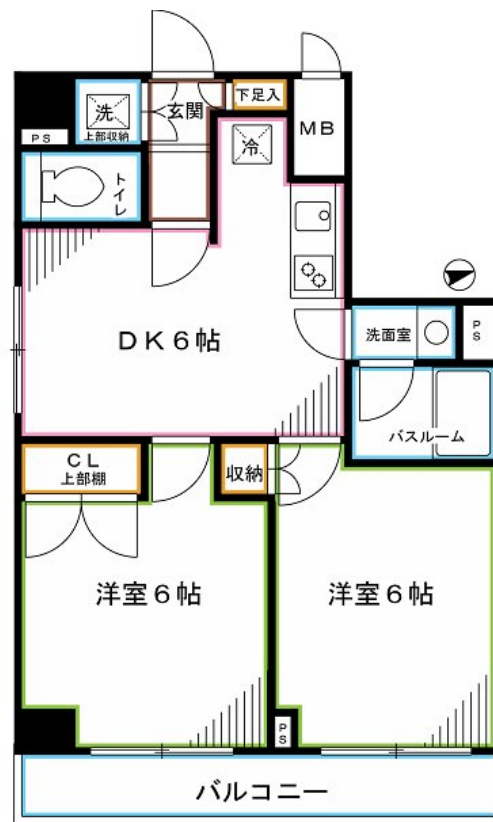 洗
上部収納
玄関
下足入
MB
PS
トイレ
冷
DK6帖
洗面室
PS
バスルーム
CL
上部棚
収納
洋室6帖
洋室6帖
PS
バルコニー